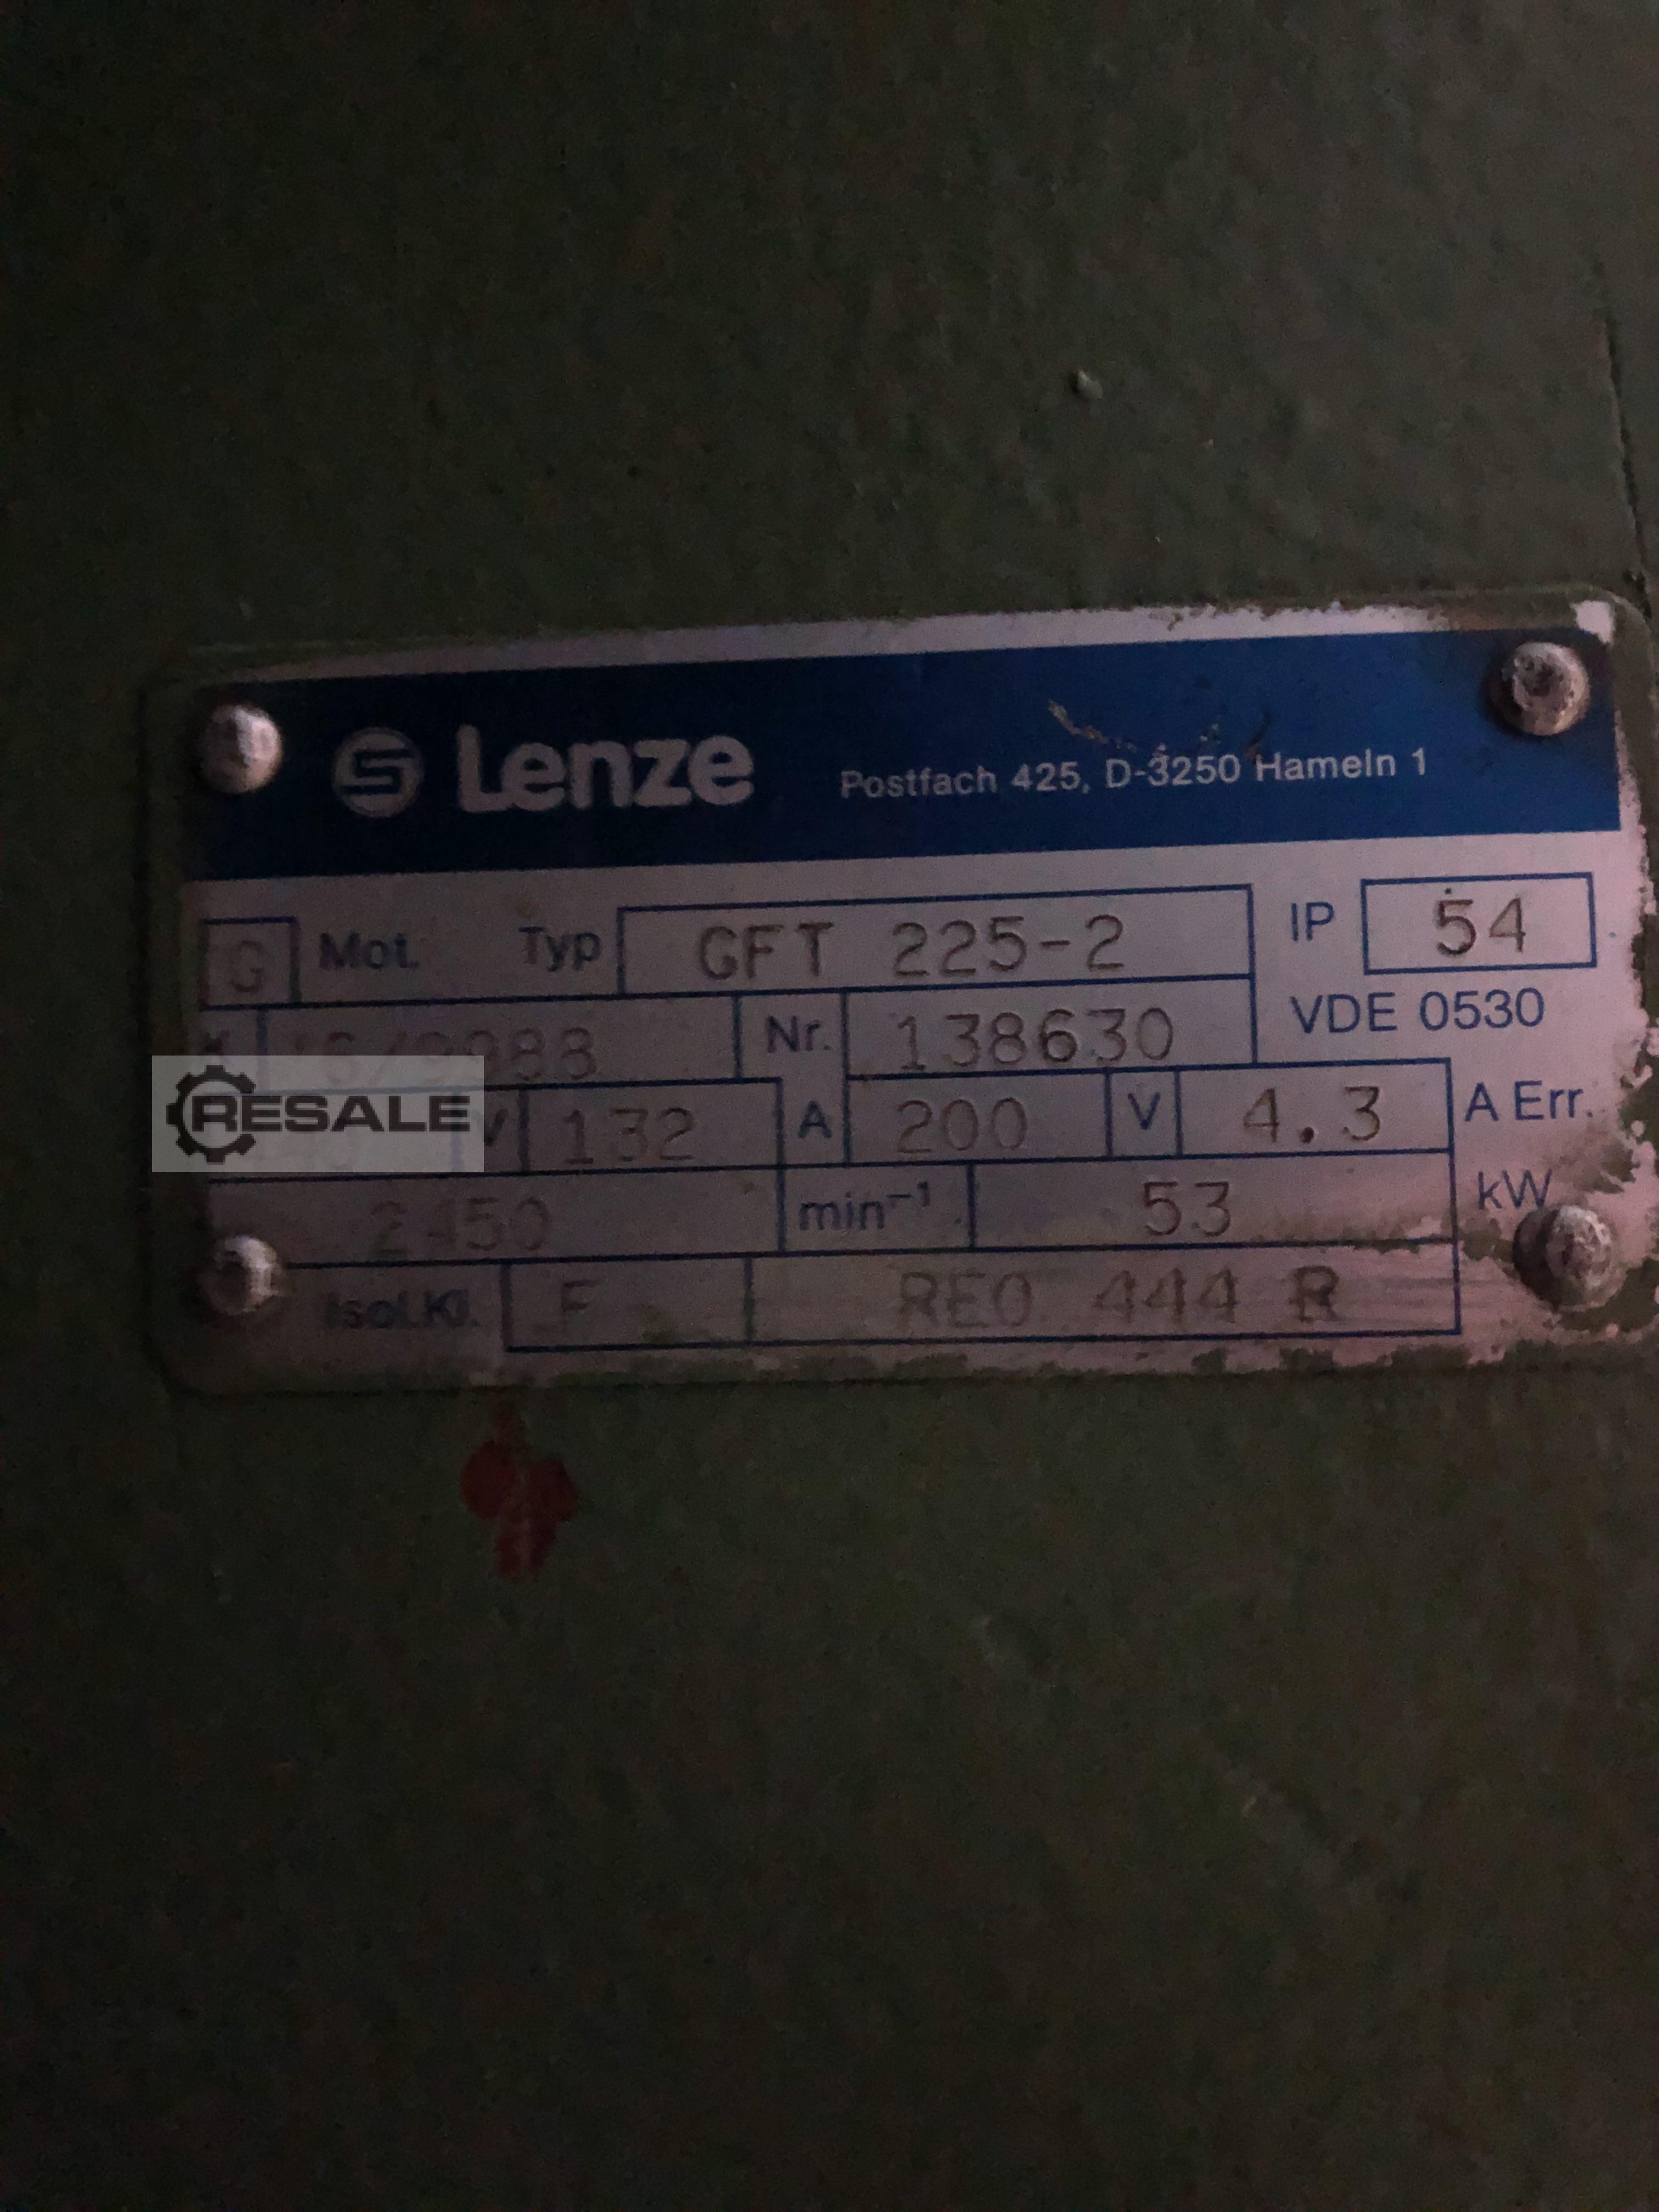 Lenze Postfach 425, D-3250 Hameln 1
G Mot. Typ GFT 225-2 IP 54
Nr. 138630 VDE 0530
RESALE V 132 A 200 V 4.3 A Err.
2450 min⁻¹ 53 kW
Isol.Kl. F REO 444 R